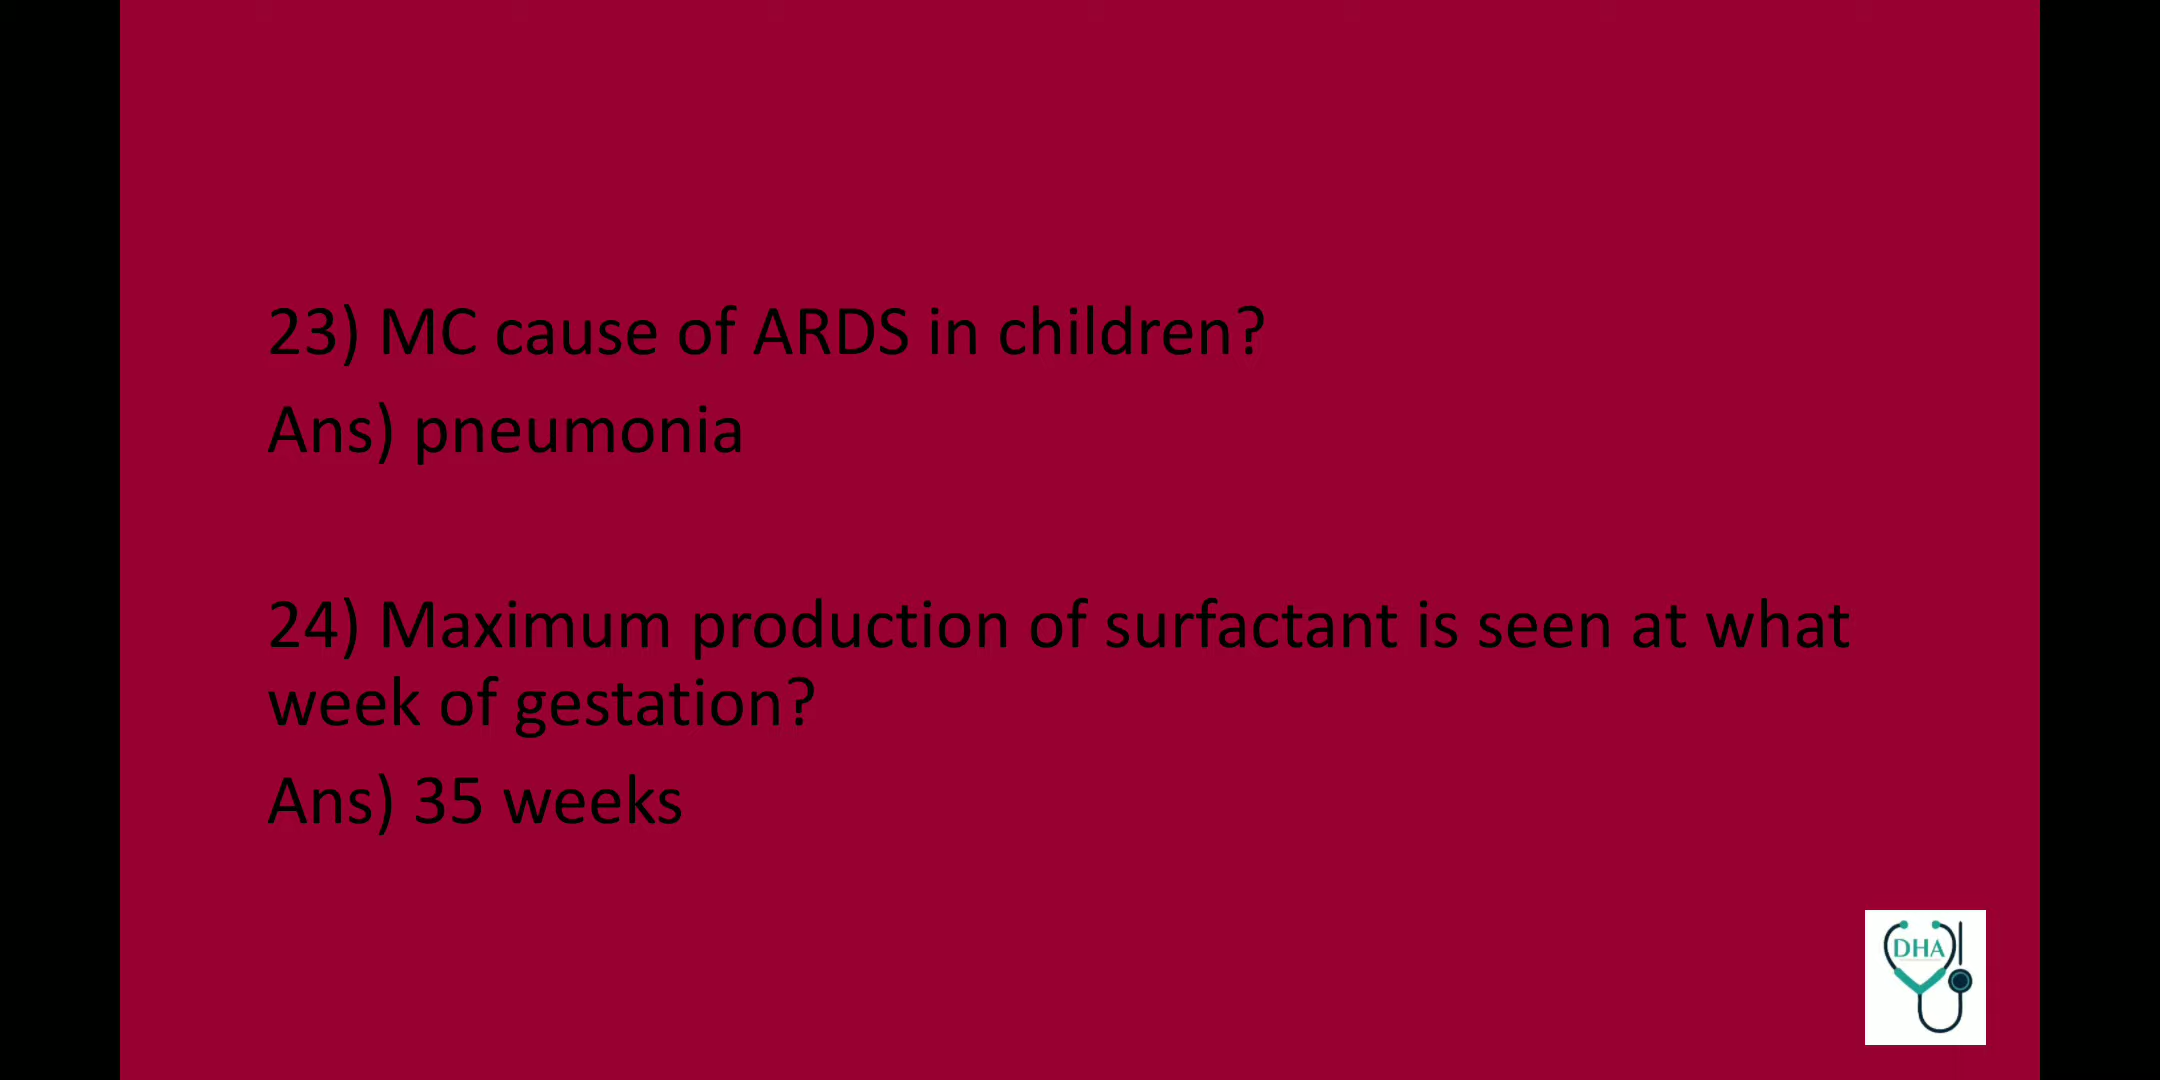 23) MC cause of ARDS in children?
Ans) pneumonia
24) Maximum production of surfactant is seen at what
week of gestation?
Ans) 35 weeks
DHA